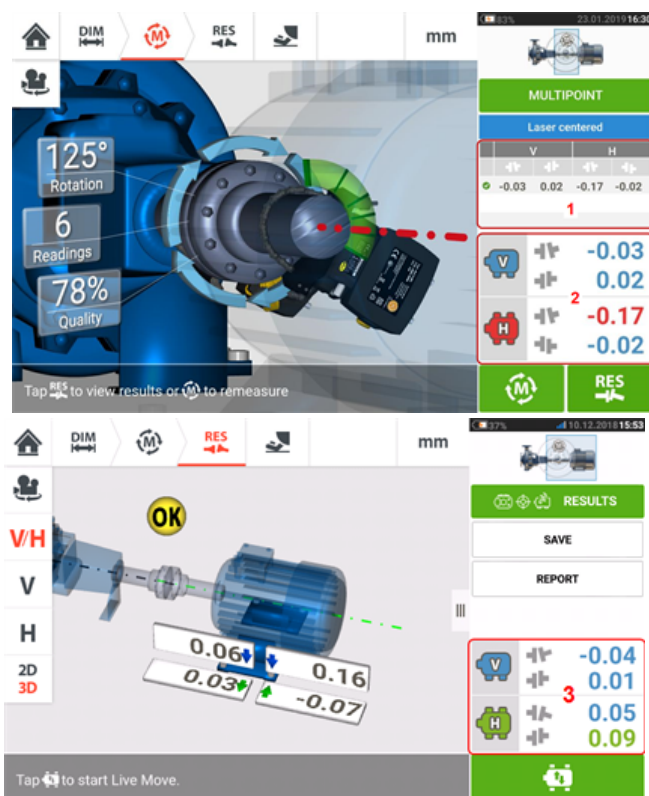 DIM
M
RES
mm
83%
23.01.2019 16:30
MULTIPOINT
Laser centered
V H
-0.03 0.02 -0.17 -0.02
1
125°
Rotation
6
Readings
78%
Quality
V
-0.03
0.02
2
H
-0.17
-0.02
Tap RES to view results or M to remeasure
M
RES
DIM
M
RES
mm
37%
10.12.2018 15:53
RESULTS
SAVE
REPORT
V/H
V
H
2D
3D
OK
0.06
0.16
0.03
-0.07
V
-0.04
0.01
3
H
0.05
0.09
Tap to start Live Move.